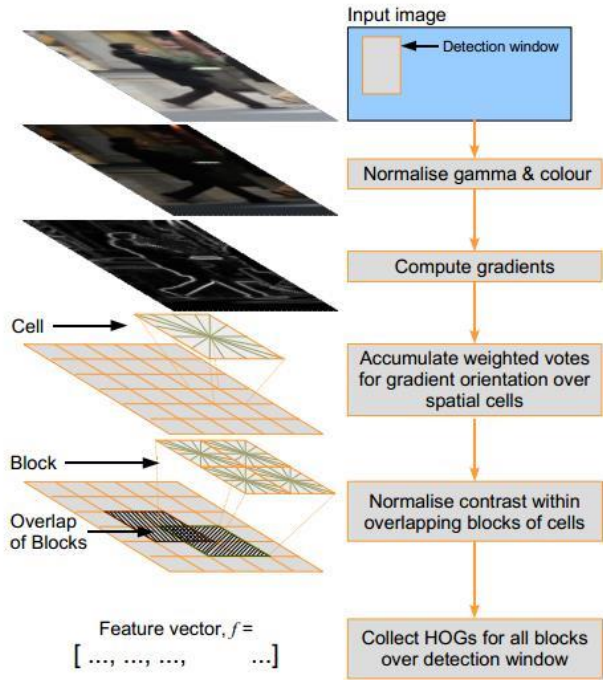 Input image
Detection window
Normalise gamma & colour
Compute gradients
Cell
Accumulate weighted votes
for gradient orientation over
spatial cells
Block
Normalise contrast within
overlapping blocks of cells
Overlap
of Blocks
Feature vector, f =
[ ..., ..., ..., ...]
Collect HOGs for all blocks
over detection window